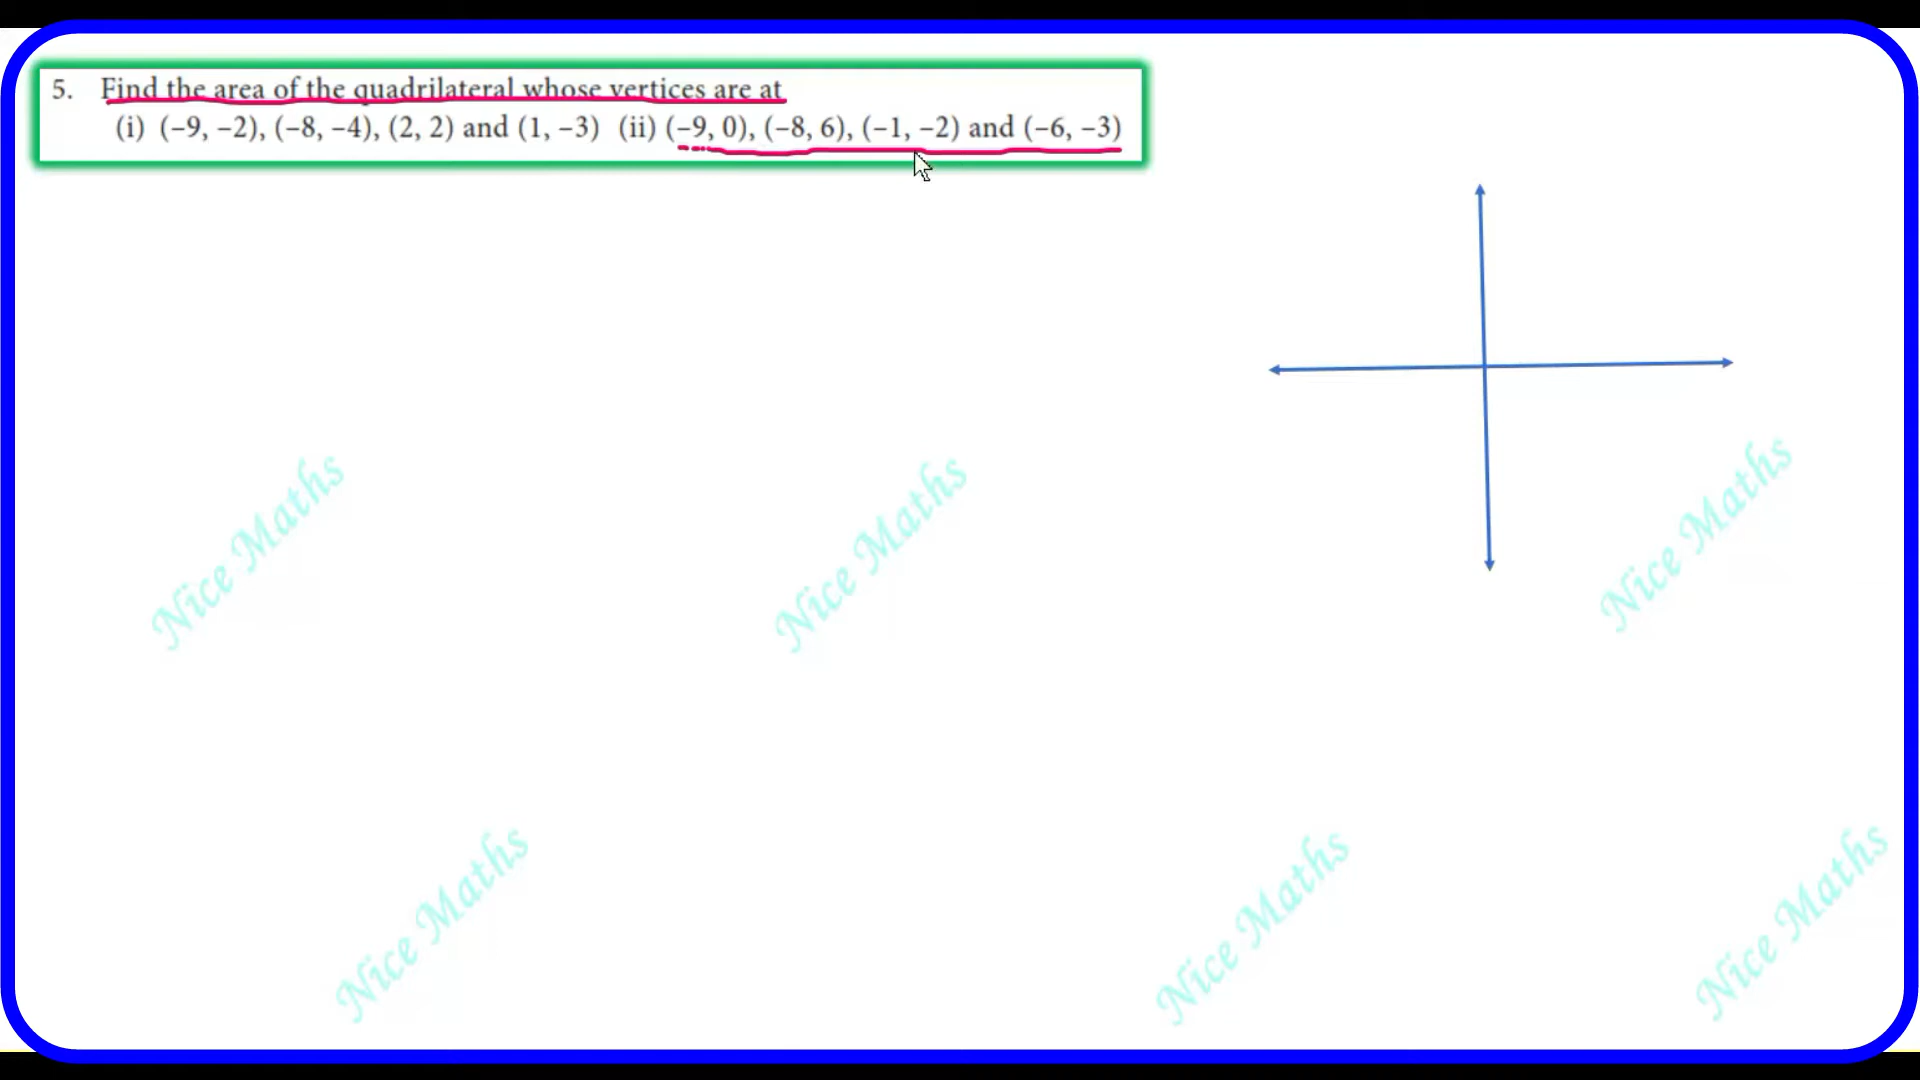 5. Find the area of the quadrilateral whose vertices are at
(i) (–9, –2), (–8, –4), (2, 2) and (1, –3) (ii) (–9, 0), (–8, 6), (–1, –2) and (–6, –3)
Nice Maths
Nice Maths
Nice Maths
Nice Maths
Nice Maths
Nice Maths